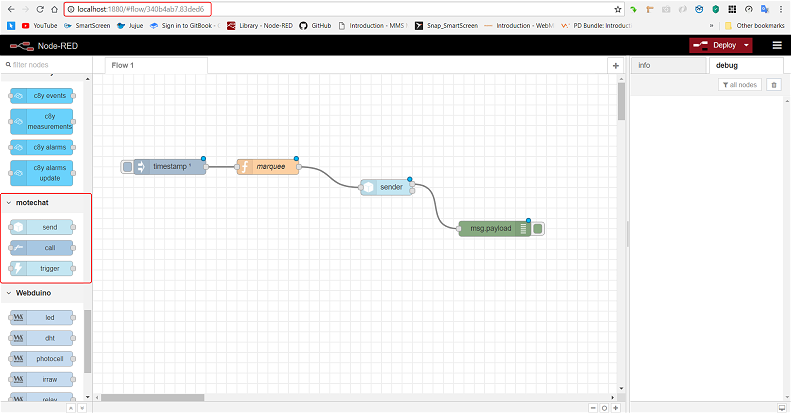 localhost:1880/#flow/340b4ab7.83ded6
YouTube SmartScreen Jujue Sign in to GitBook - G Library - Node-RED GitHub Introduction - MMS Snap_SmartScreen Introduction - WebM PD Bundle: Introduct » Other bookmarks
Node-RED Deploy
filter nodes Flow 1 + info debug
all nodes
c8y events
c8y
measurements
c8y alarms
c8y alarms
update
timestamp ¹ marquee
sender
msg.payload
motechat
send
call
trigger
Webduino
led
dht
photocell
irraw
relay